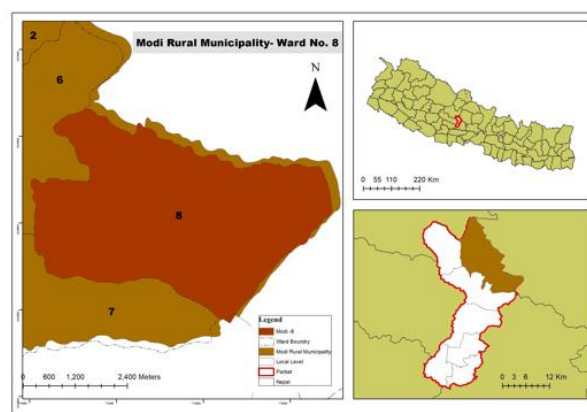 2
Modi Rural Municipality- Ward No. 8
6
N
8
7
Legend
Modi -8
Ward Boundry
Modi Rural Municipality
Local Level
Parbat
Nepal
0 600 1,200 2,400 Meters
0 55 110 220 Km
0 3 6 12 Km